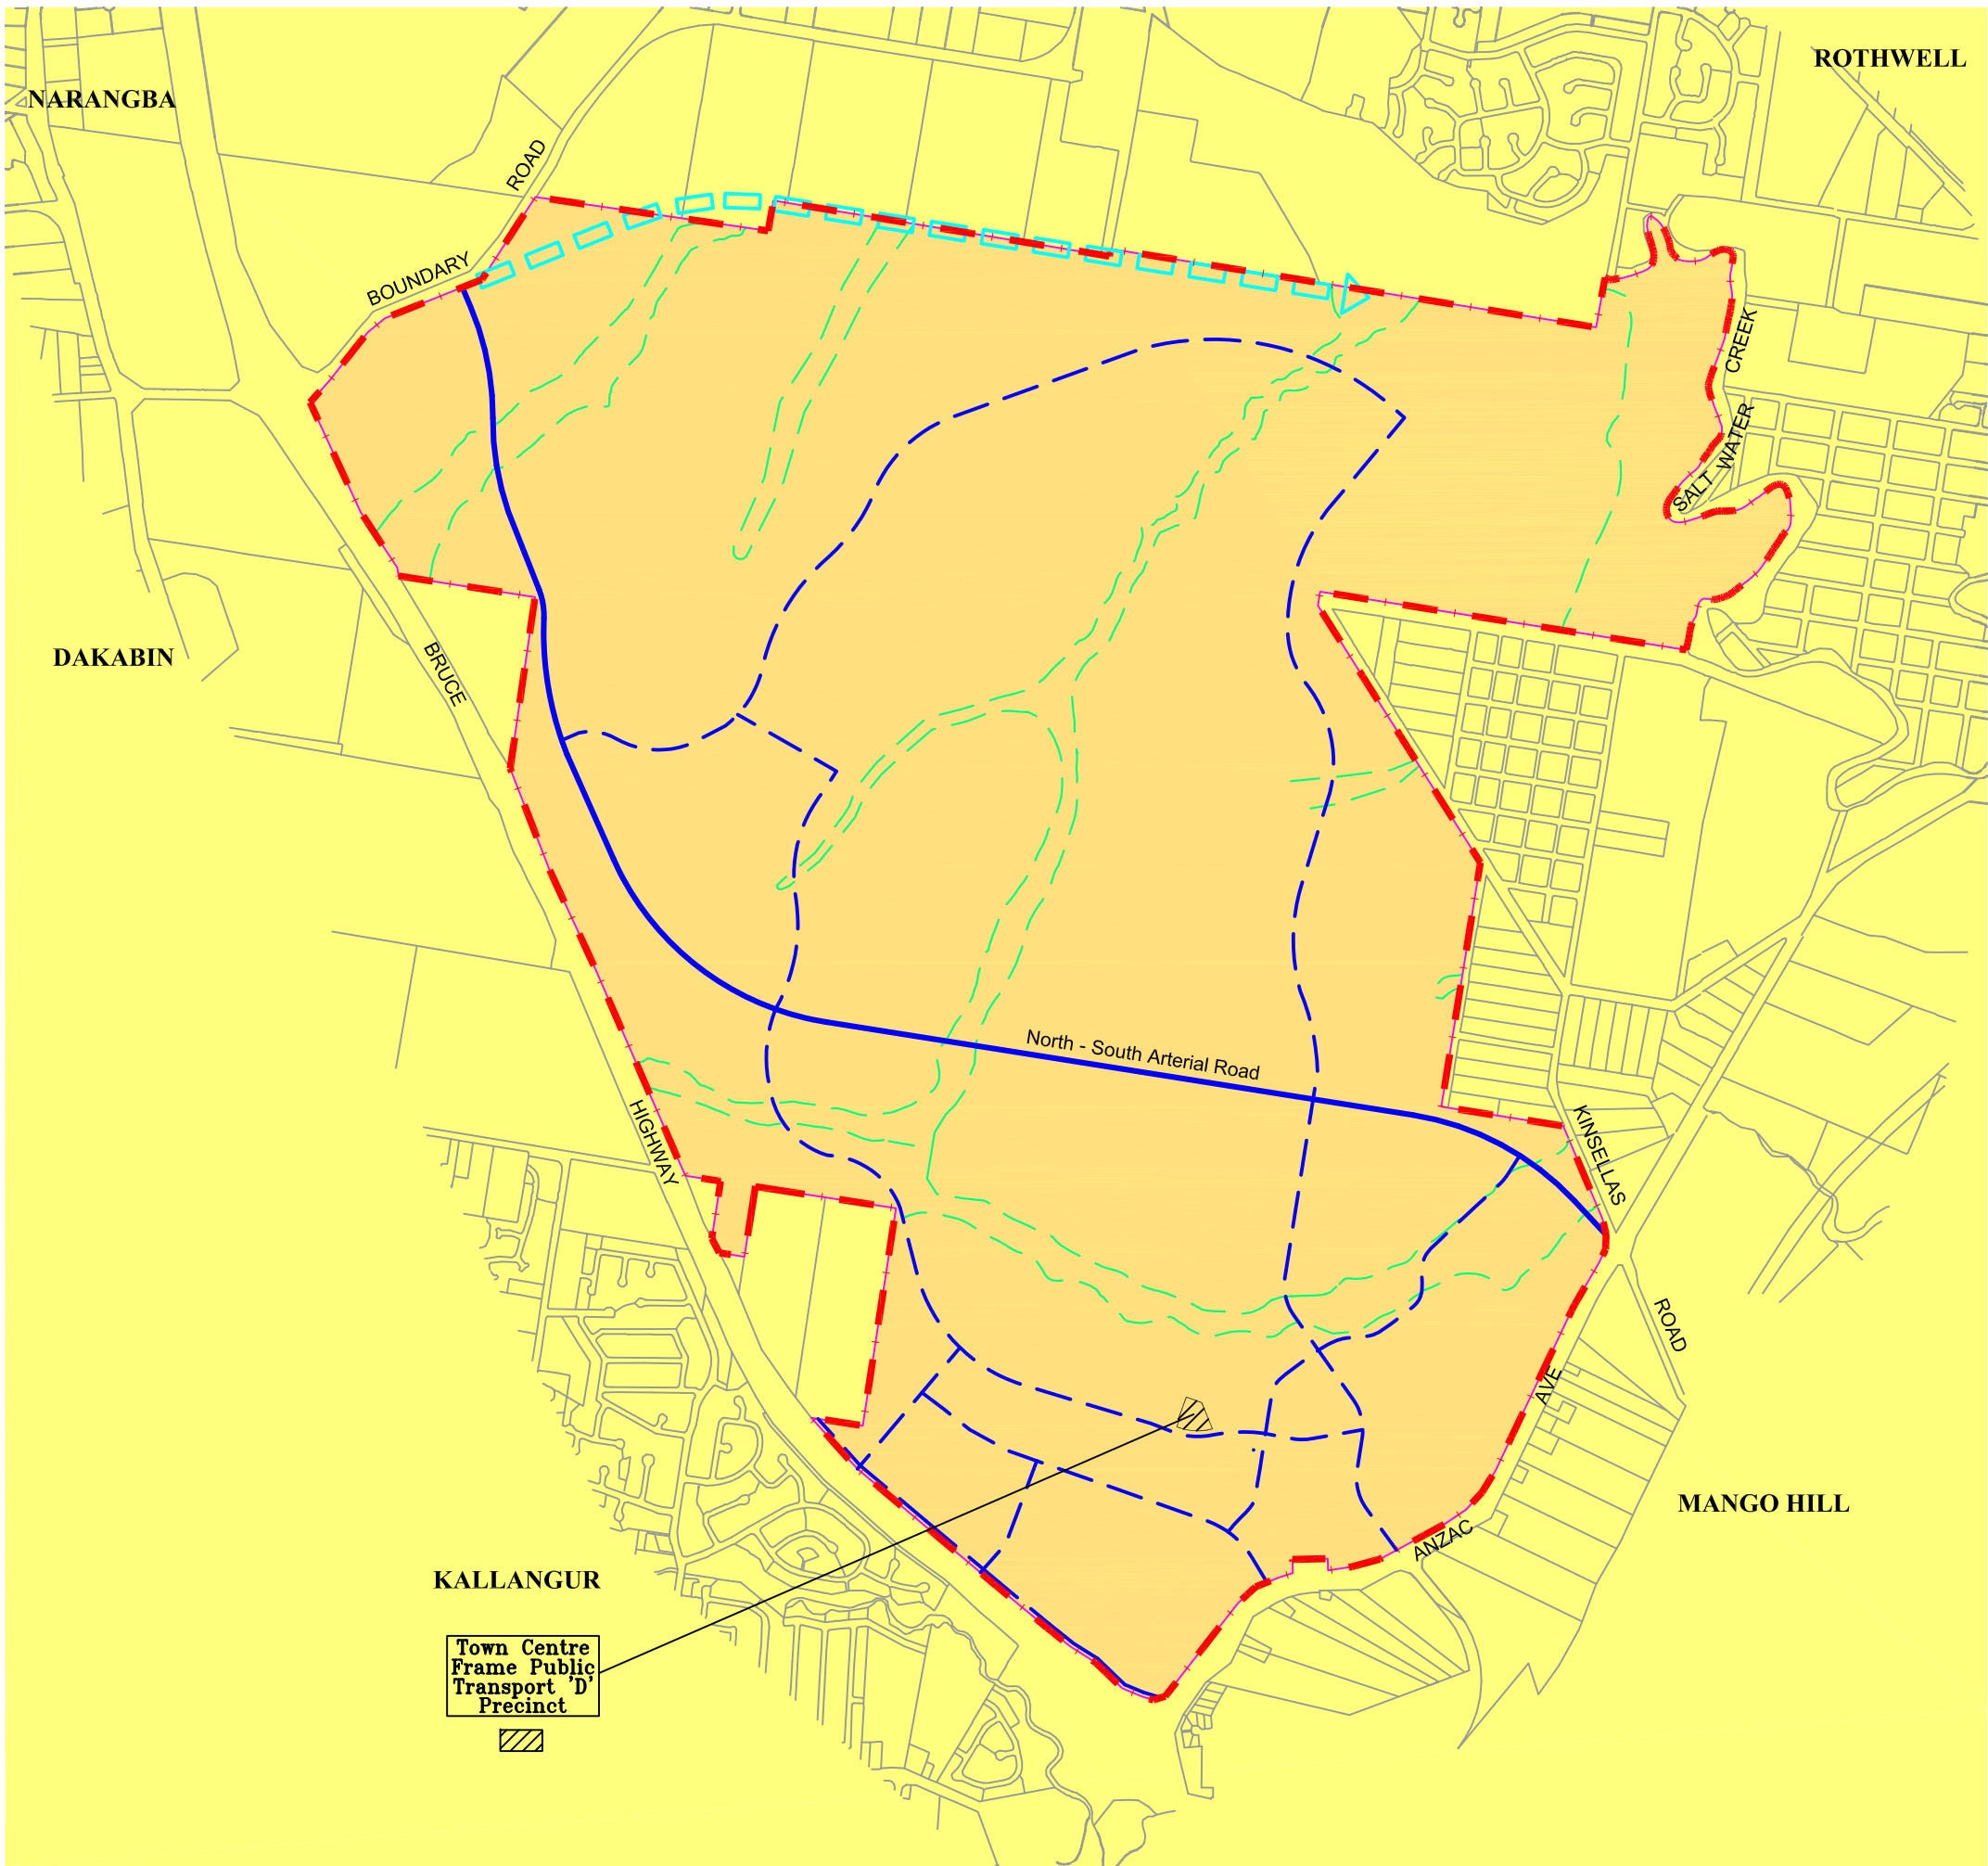 ROTHWELL
NARANGBA
ROAD
BOUNDARY
CREEK
WATER
SALT
DAKABIN
BRUCE
North - South Arterial Road
HIGHWAY
KINSELLAS
ROAD
AVE
MANGO HILL
ANZAC
KALLANGUR
Town Centre
Frame Public
Transport 'D'
Precinct